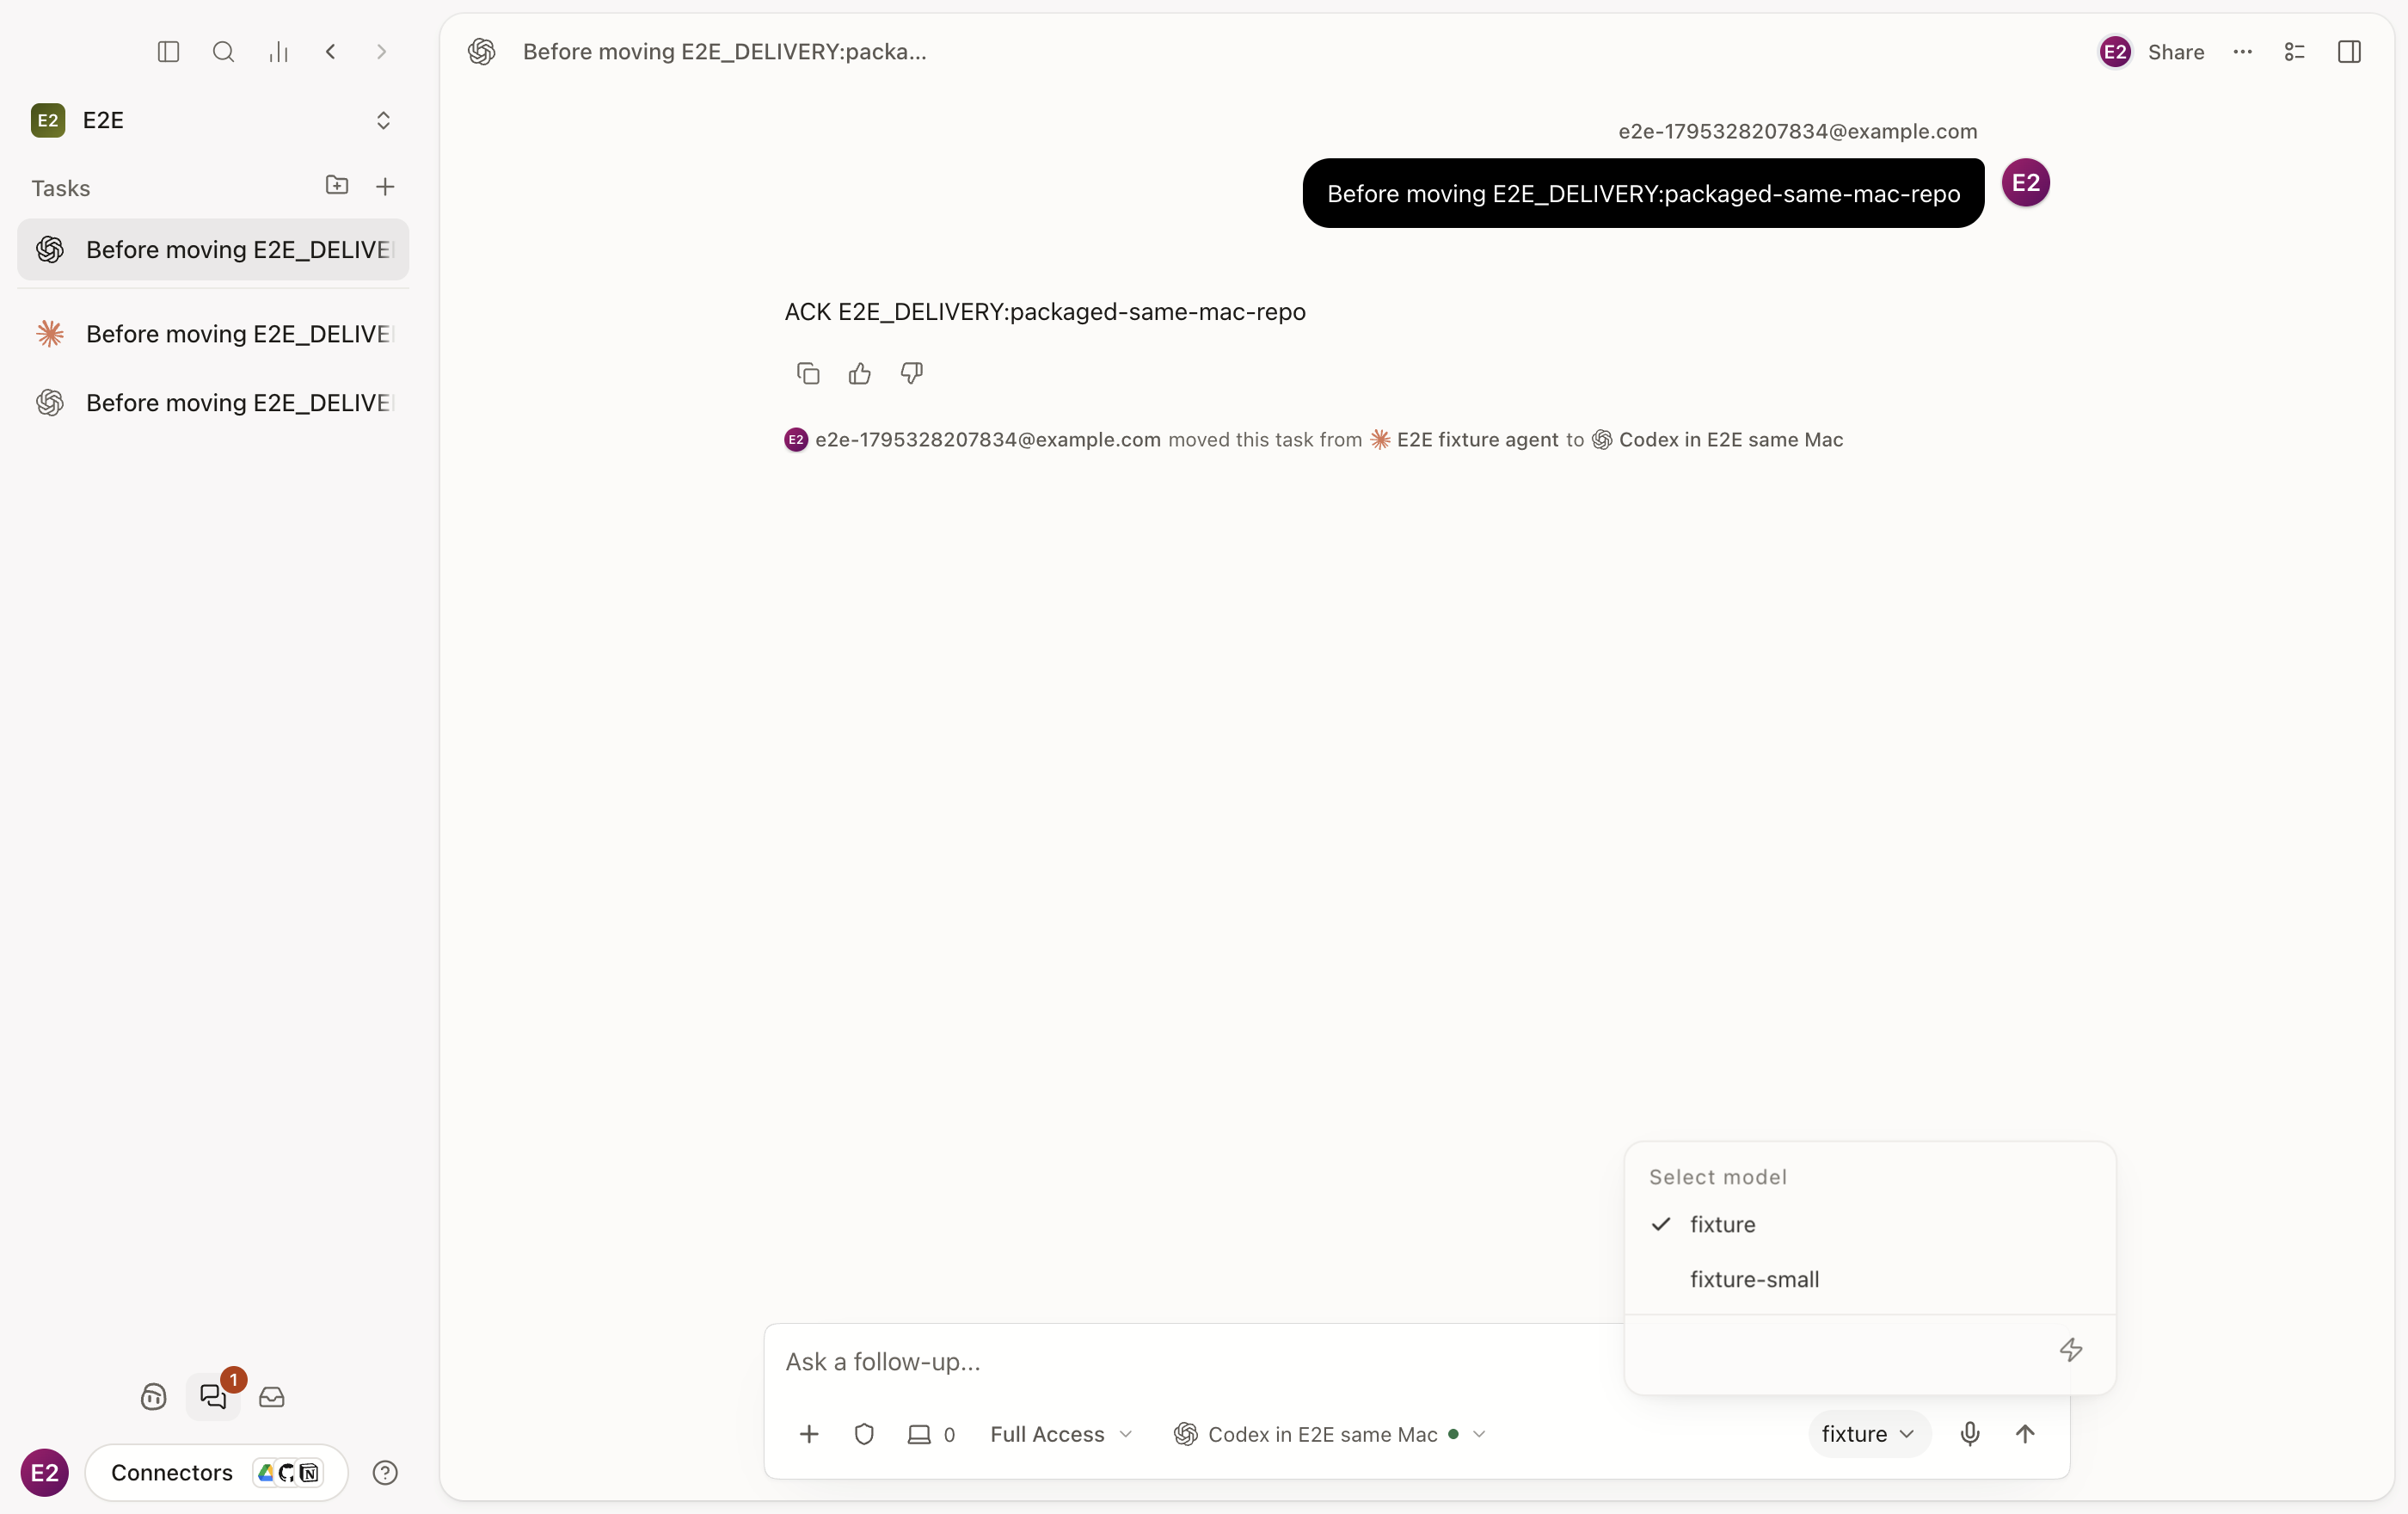 Before moving E2E_DELIVERY:packa...
E2 Share
E2 E2E
Tasks
Before moving E2E_DELIVE
Before moving E2E_DELIVE
Before moving E2E_DELIVE
e2e-1795328207834@example.com
Before moving E2E_DELIVERY:packaged-same-mac-repo
E2
ACK E2E_DELIVERY:packaged-same-mac-repo
E2 e2e-1795328207834@example.com moved this task from E2E fixture agent to Codex in E2E same Mac
Select model
fixture
fixture-small
Ask a follow-up...
0 Full Access Codex in E2E same Mac fixture
1
E2 Connectors